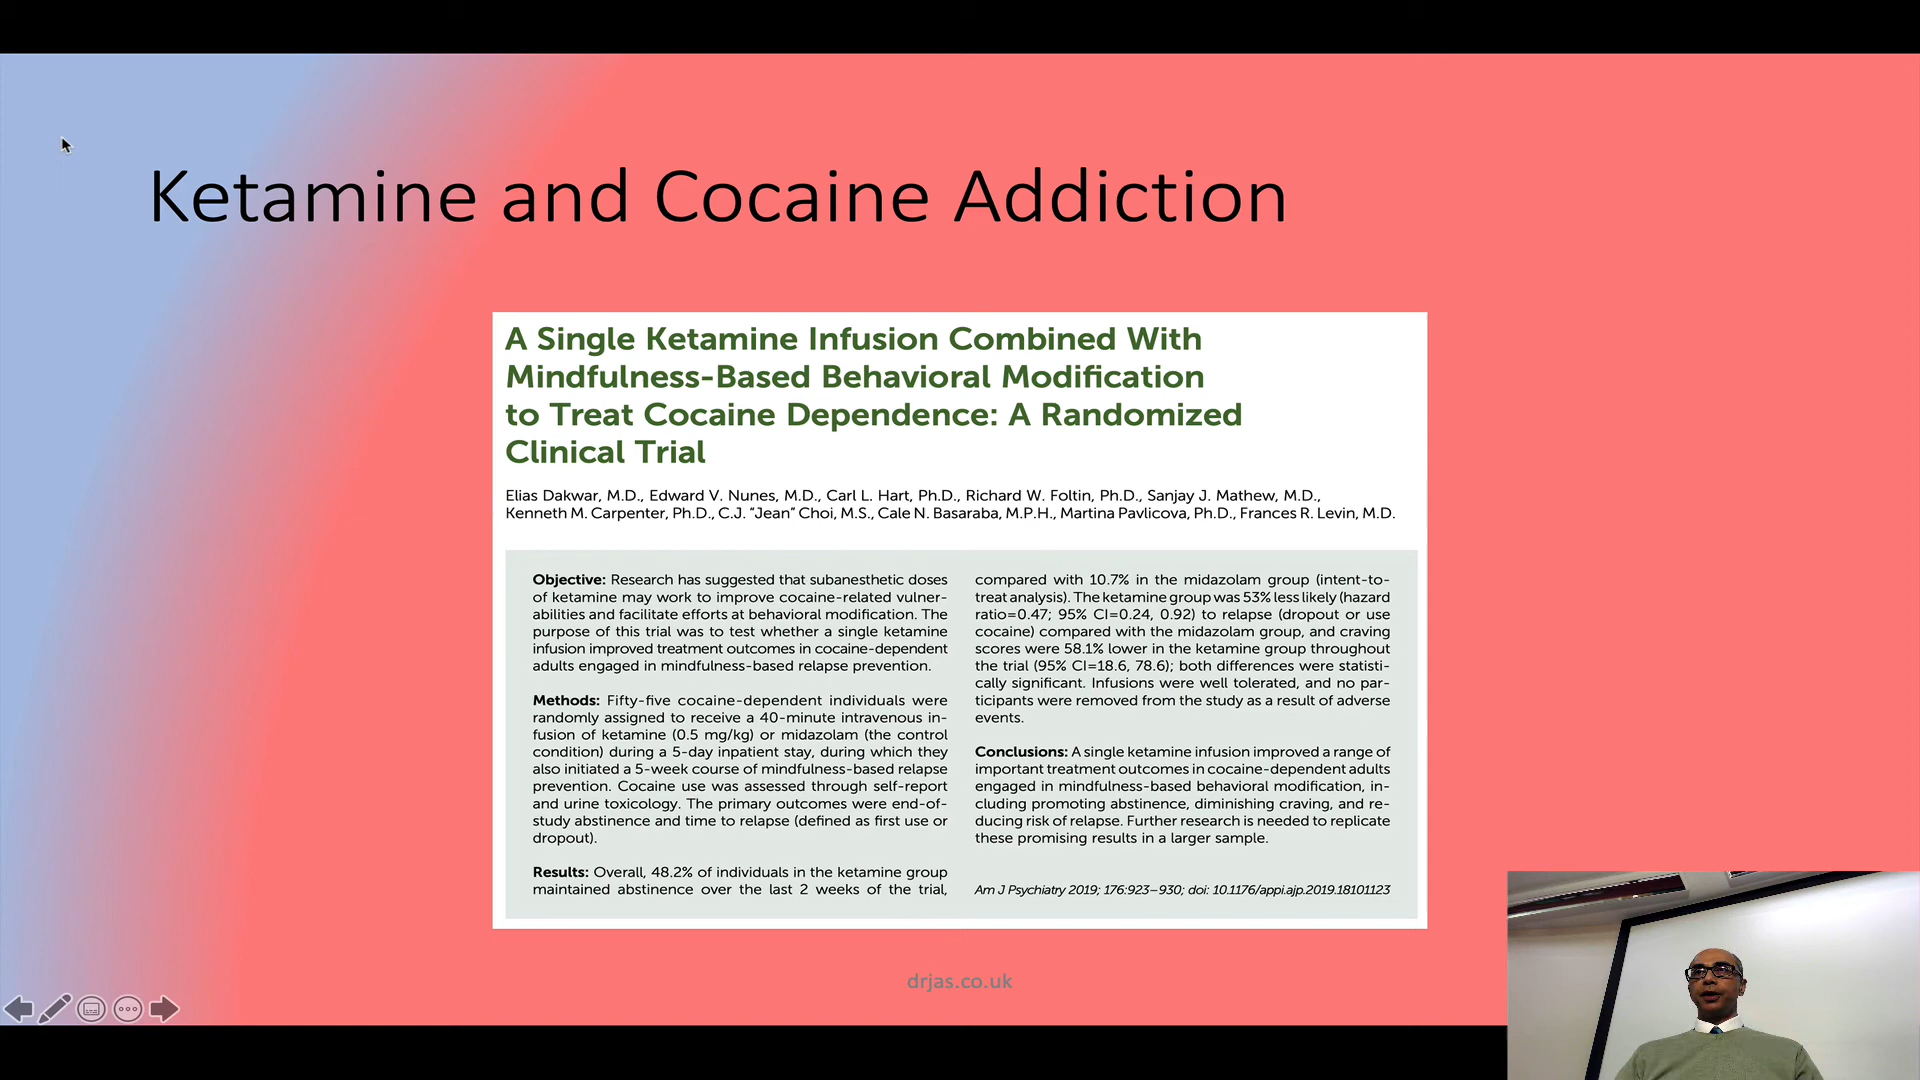 Ketamine and Cocaine Addiction
A Single Ketamine Infusion Combined With
Mindfulness-Based Behavioral Modification
to Treat Cocaine Dependence: A Randomized
Clinical Trial
Elias Dakwar, M.D., Edward V. Nunes, M.D., Carl L. Hart, Ph.D., Richard W. Foltin, Ph.D., Sanjay J. Mathew, M.D.,
Kenneth M. Carpenter, Ph.D., C.J. “Jean” Choi, M.S., Cale N. Basaraba, M.P.H., Martina Pavlicova, Ph.D., Frances R. Levin, M.D.
Objective: Research has suggested that subanesthetic doses
of ketamine may work to improve cocaine-related vulner-
abilities and facilitate efforts at behavioral modification. The
purpose of this trial was to test whether a single ketamine
infusion improved treatment outcomes in cocaine-dependent
adults engaged in mindfulness-based relapse prevention.
Methods: Fifty-five cocaine-dependent individuals were
randomly assigned to receive a 40-minute intravenous in-
fusion of ketamine (0.5 mg/kg) or midazolam (the control
condition) during a 5-day inpatient stay, during which they
also initiated a 5-week course of mindfulness-based relapse
prevention. Cocaine use was assessed through self-report
and urine toxicology. The primary outcomes were end-of-
study abstinence and time to relapse (defined as first use or
dropout).
Results: Overall, 48.2% of individuals in the ketamine group
maintained abstinence over the last 2 weeks of the trial,
compared with 10.7% in the midazolam group (intent-to-
treat analysis). The ketamine group was 53% less likely (hazard
ratio=0.47; 95% CI=0.24, 0.92) to relapse (dropout or use
cocaine) compared with the midazolam group, and craving
scores were 58.1% lower in the ketamine group throughout
the trial (95% CI=18.6, 78.6); both differences were statisti-
cally significant. Infusions were well tolerated, and no par-
ticipants were removed from the study as a result of adverse
events.
Conclusions: A single ketamine infusion improved a range of
important treatment outcomes in cocaine-dependent adults
engaged in mindfulness-based behavioral modification, in-
cluding promoting abstinence, diminishing craving, and re-
ducing risk of relapse. Further research is needed to replicate
these promising results in a larger sample.
Am J Psychiatry 2019; 176:923–930; doi: 10.1176/appi.ajp.2019.18101123
drjas.co.uk